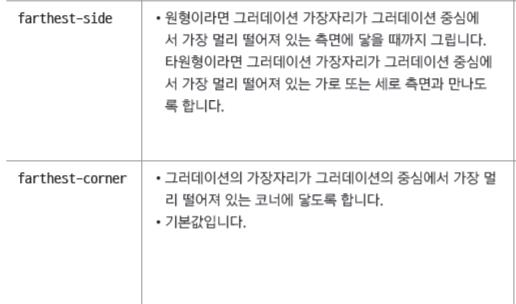 farthest-side
• 원형이라면 그러데이션 가장자리가 그러데이션 중심에
서 가장 멀리 떨어져 있는 측면에 닿을 때까지 그립니다.
타원형이라면 그러데이션 가장자리가 그러데이션 중심에
서 가장 멀리 떨어져 있는 가로 또는 세로 측면과 만나도
록 합니다.
farthest-corner
• 그러데이션의 가장자리가 그러데이션의 중심에서 가장 멀
리 떨어져 있는 코너에 닿도록 합니다.
• 기본값입니다.